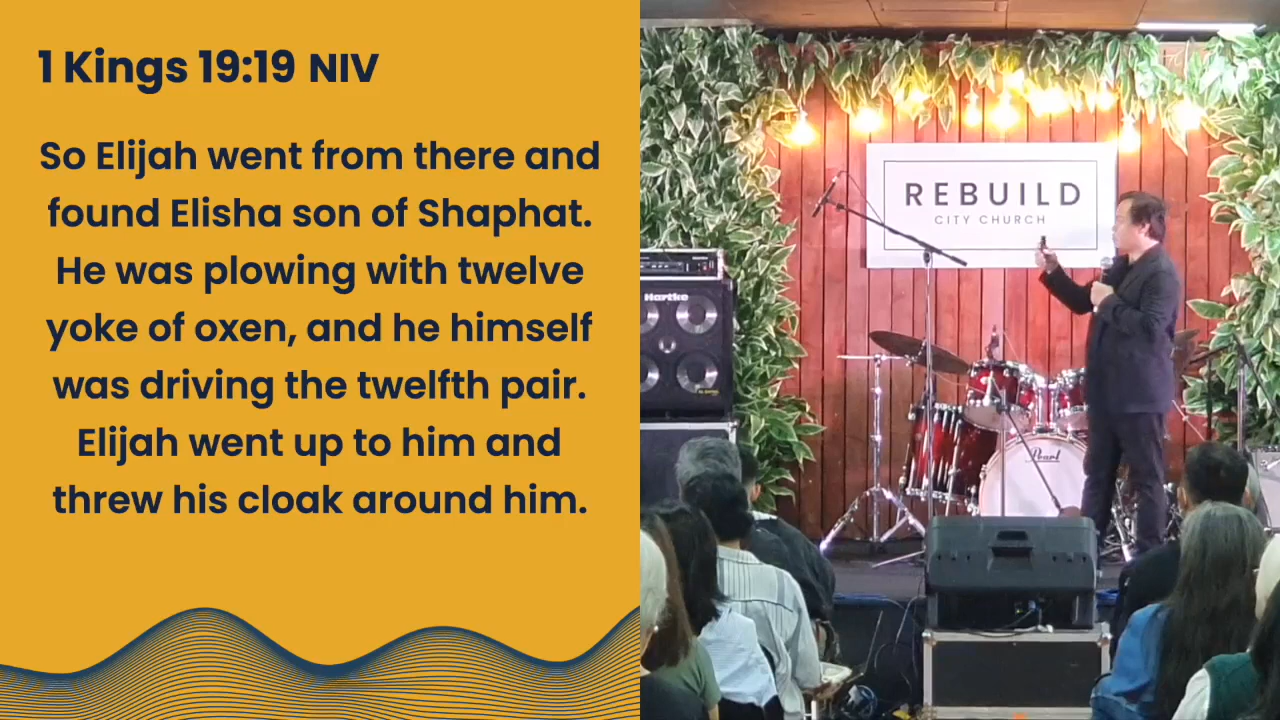 1 Kings 19:19 NIV
So Elijah went from there and
found Elisha son of Shaphat.
He was plowing with twelve
yoke of oxen, and he himself
was driving the twelfth pair.
Elijah went up to him and
threw his cloak around him.
REBUILD
CITY CHURCH
Hartke
Pearl